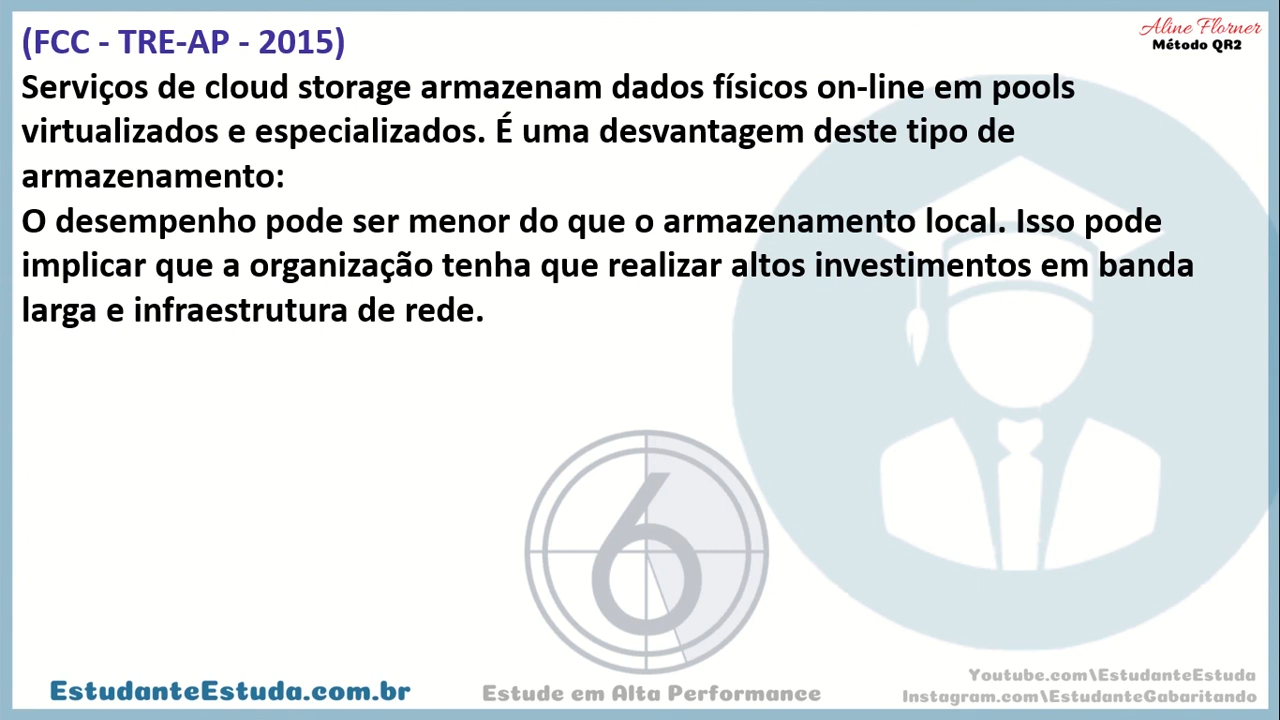 (FCC - TRE-AP - 2015)
Aline Florner
Método QR2
Serviços de cloud storage armazenam dados físicos on-line em pools
virtualizados e especializados. É uma desvantagem deste tipo de
armazenamento:
O desempenho pode ser menor do que o armazenamento local. Isso pode
implicar que a organização tenha que realizar altos investimentos em banda
larga e infraestrutura de rede.
6
EstudanteEstuda.com.br
Estude em Alta Performance
Youtube.com\EstudanteEstuda
Instagram.com\EstudanteGabaritando